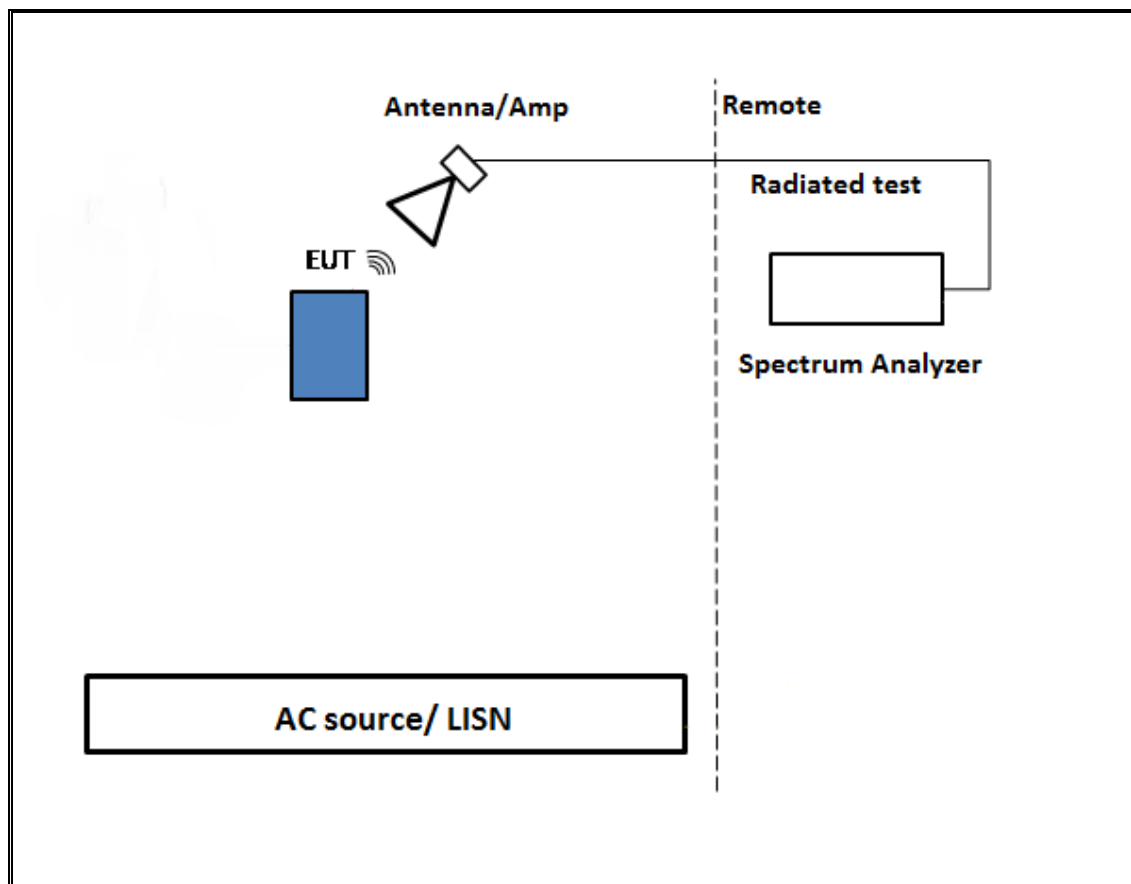 Antenna/Amp
Remote
Radiated test
EUT
Spectrum Analyzer
AC source/ LISN